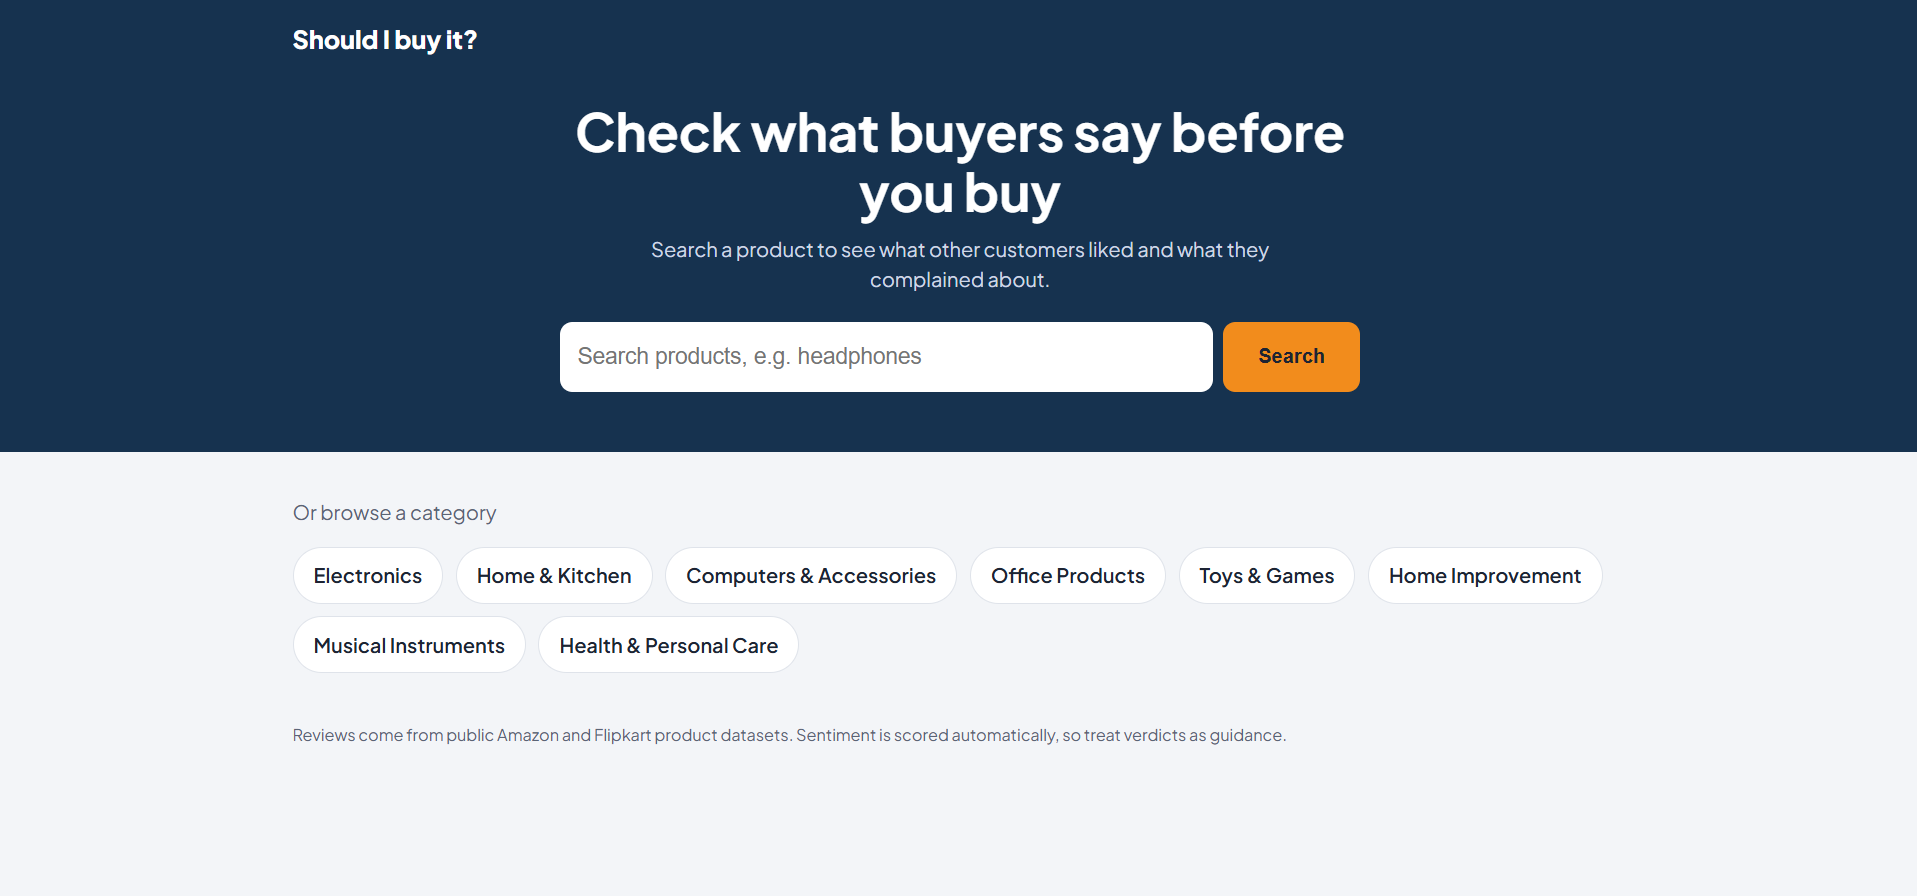 Should I buy it?
Check what buyers say before
you buy
Search a product to see what other customers liked and what they
complained about.
Search products, e.g. headphones
Search
Or browse a category
Electronics
Home & Kitchen
Computers & Accessories
Office Products
Toys & Games
Home Improvement
Musical Instruments
Health & Personal Care
Reviews come from public Amazon and Flipkart product datasets. Sentiment is scored automatically, so treat verdicts as guidance.